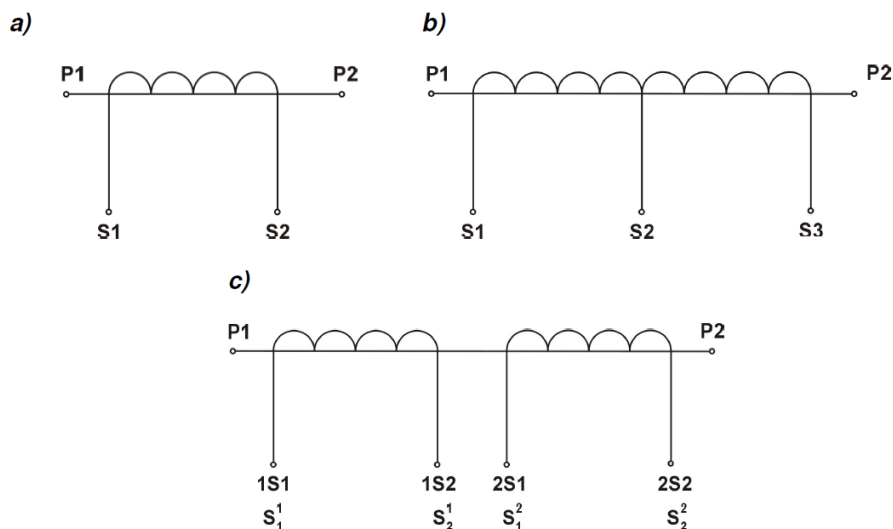 a)
b)
P1 P2
P1 P2
S1 S2
S1 S2 S3
c)
P1 P2
1S1 1S2 2S1 2S2
S₁¹ S₂¹ S₁² S₂²